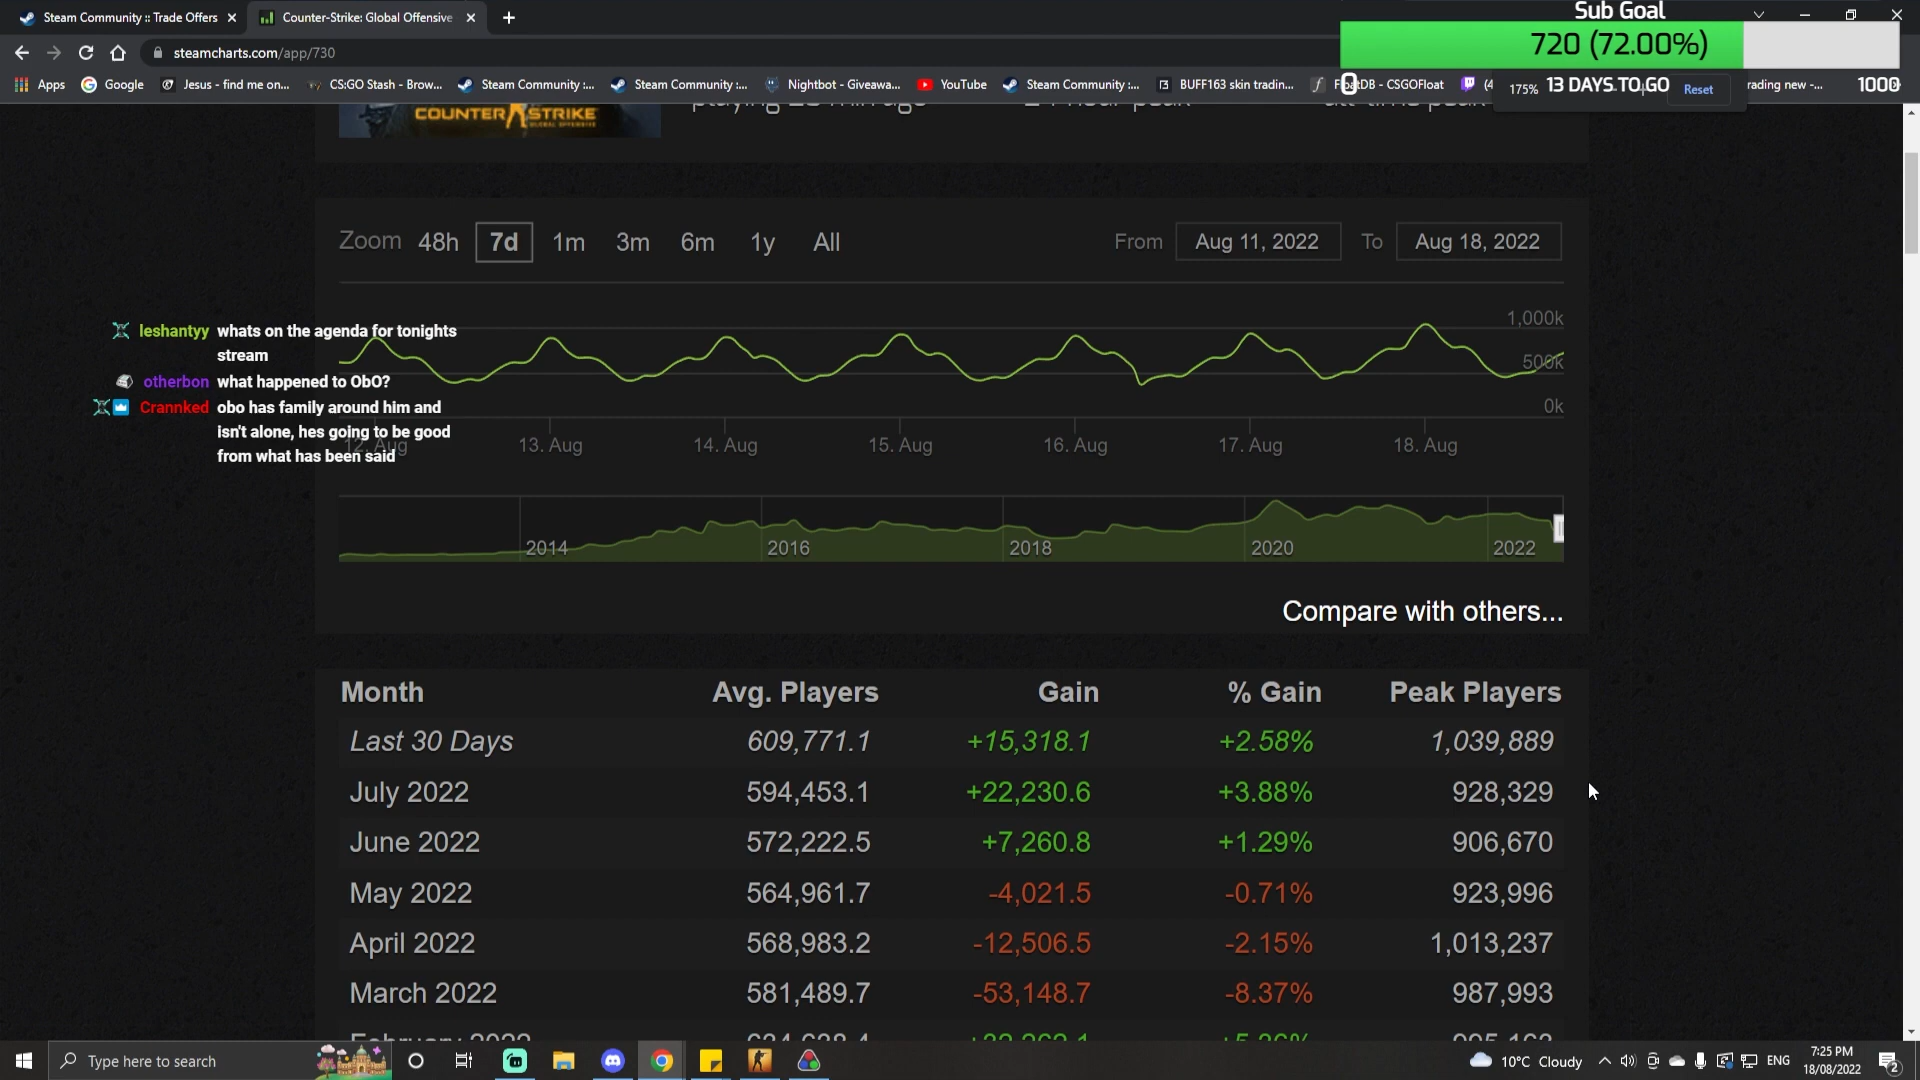 Steam Community :: Trade Offers
Counter-Strike: Global Offensive
Sub Goal
720 (72.00%)
steamcharts.com/app/730
Apps
Google
Jesus - find me on...
CS:GO Stash - Brow...
Steam Community :...
Steam Community :...
Nightbot - Giveawa...
YouTube
Steam Community :...
BUFF163 skin tradin...
DB - CSGOFloat
0
(4
175%
13 DAYS TO GO
Reset
rading new -...
1000
COUNTER STRIKE
GLOBAL OFFENSIVE
Zoom 48h 7d 1m 3m 6m 1y All
From Aug 11, 2022 To Aug 18, 2022
1,000k
500k
0k
leshantyy whats on the agenda for tonights
stream
otherbon what happened to ObO?
Crannked obo has family around him and
isn't alone, hes going to be good
from what has been said
12. Aug 13. Aug 14. Aug 15. Aug 16. Aug 17. Aug 18. Aug
2014 2016 2018 2020 2022
Compare with others...
Month Avg. Players Gain % Gain Peak Players
Last 30 Days 609,771.1 +15,318.1 +2.58% 1,039,889
July 2022 594,453.1 +22,230.6 +3.88% 928,329
June 2022 572,222.5 +7,260.8 +1.29% 906,670
May 2022 564,961.7 -4,021.5 -0.71% 923,996
April 2022 568,983.2 -12,506.5 -2.15% 1,013,237
March 2022 581,489.7 -53,148.7 -8.37% 987,993
Type here to search
10°C Cloudy
ENG
7:25 PM
18/08/2022
2